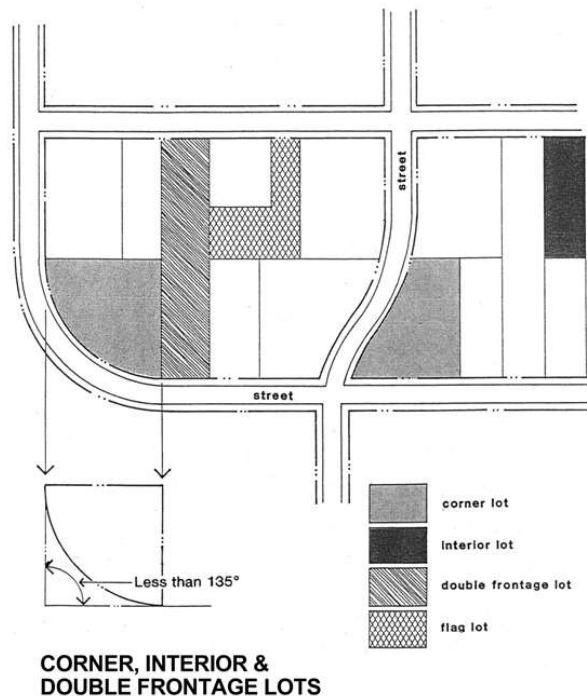 street
street
corner lot
interior lot
double frontage lot
flag lot
Less than 135°
CORNER, INTERIOR &
DOUBLE FRONTAGE LOTS